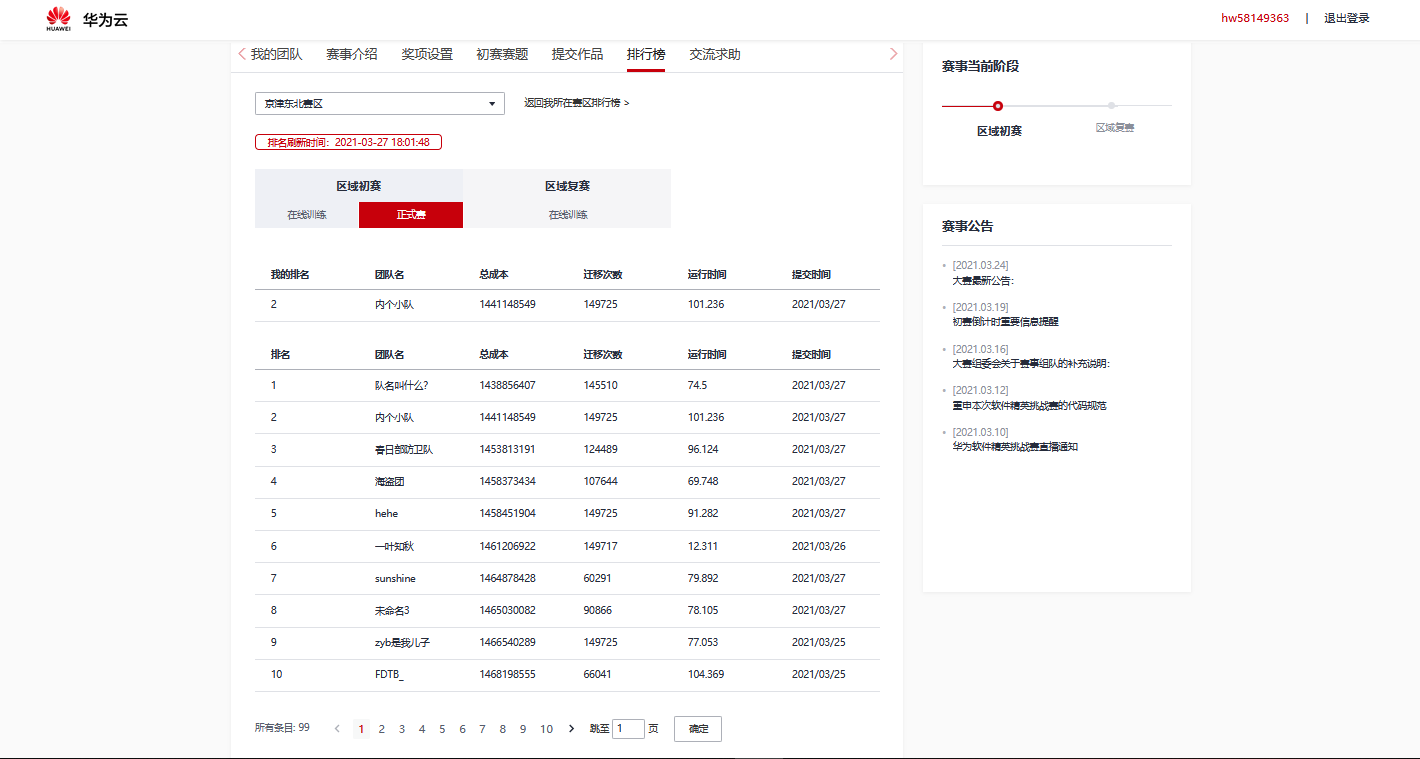 HUAWEI 华为云 hw58149363 | 退出登录
我的团队 赛事介绍 奖项设置 初赛赛题 提交作品 排行榜 交流求助
京津东北赛区 返回我所在赛区排行榜 >
排名刷新时间：2021-03-27 18:01:48
区域初赛 区域复赛
在线训练 正式赛 在线训练
我的排名 团队名 总成本 迁移次数 运行时间 提交时间
2 内个小队 1441148549 149725 101.236 2021/03/27
排名 团队名 总成本 迁移次数 运行时间 提交时间
1 队名叫什么? 1438856407 145510 74.5 2021/03/27
2 内个小队 1441148549 149725 101.236 2021/03/27
3 春日部防卫队 1453813191 124489 96.124 2021/03/27
4 海盗团 1458373434 107644 69.748 2021/03/27
5 hehe 1458451904 149725 91.282 2021/03/27
6 一叶知秋 1461206922 149717 12.311 2021/03/26
7 sunshine 1464878428 60291 79.892 2021/03/27
8 未命名3 1465030082 90866 78.105 2021/03/27
9 zyb是我儿子 1466540289 149725 77.053 2021/03/25
10 FDTB_ 1468198555 66041 104.369 2021/03/25
所有条目: 99 < 1 2 3 4 5 6 7 8 9 10 > 跳至 1 页 确定
赛事当前阶段
区域初赛 区域复赛
赛事公告
[2021.03.24]
大赛最新公告：
[2021.03.19]
初赛倒计时重要信息提醒
[2021.03.16]
大赛组委会关于赛事组队的补充说明：
[2021.03.12]
重申本次软件精英挑战赛的代码规范
[2021.03.10]
华为软件精英挑战赛直播通知